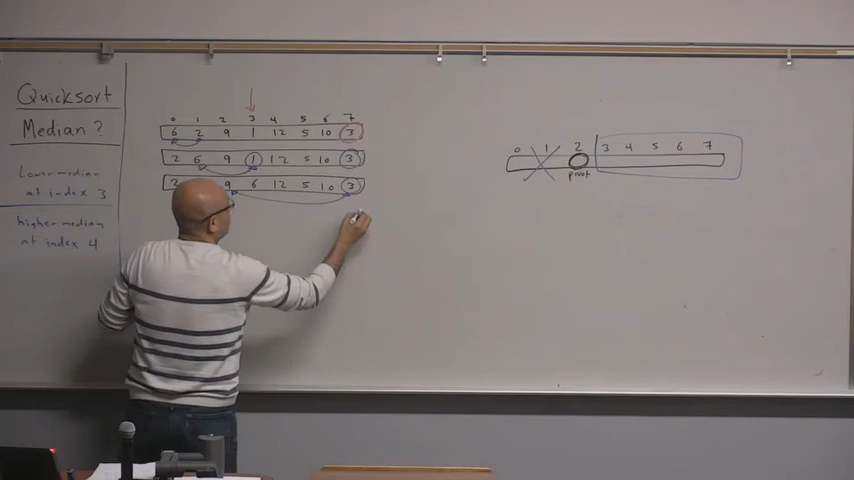 Quicksort
Median?
Lower median
at index 3
higher median
at index 4
0 1 2 3 4 5 6 7
6 2 9 1 12 5 10 3
2 6 9 1 12 5 10 3
2 9 6 12 5 10 3
0 1 2 3 4 5 6 7
pivot